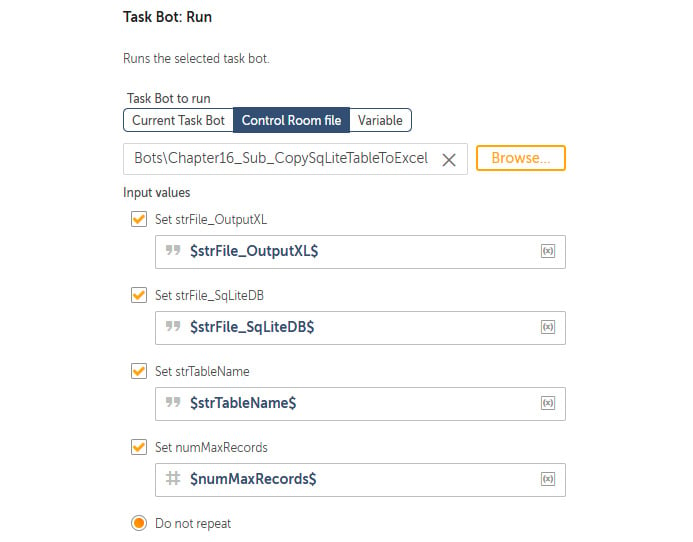 Task Bot: Run
Runs the selected task bot.
Task Bot to run
Current Task Bot Control Room file Variable
Bots\Chapter16_Sub_CopySqLiteTableToExcel Browse...
Input values
Set strFile_OutputXL
$strFile_OutputXL$ (x)
Set strFile_SqLiteDB
$strFile_SqLiteDB$ (x)
Set strTableName
$strTableName$ (x)
Set numMaxRecords
$numMaxRecords$ (x)
Do not repeat